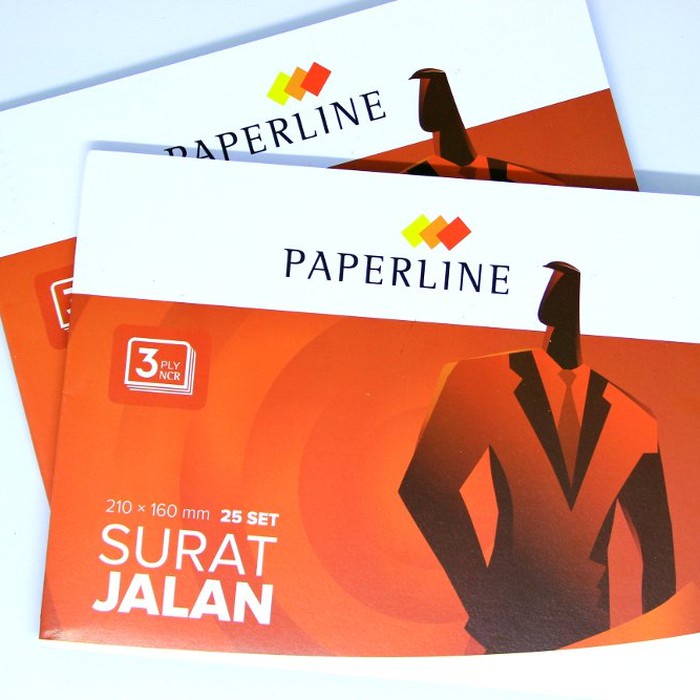 PAPERLINE
PAPERLINE
3 PLY
NCR
210 × 160 mm 25 SET
SURAT
JALAN